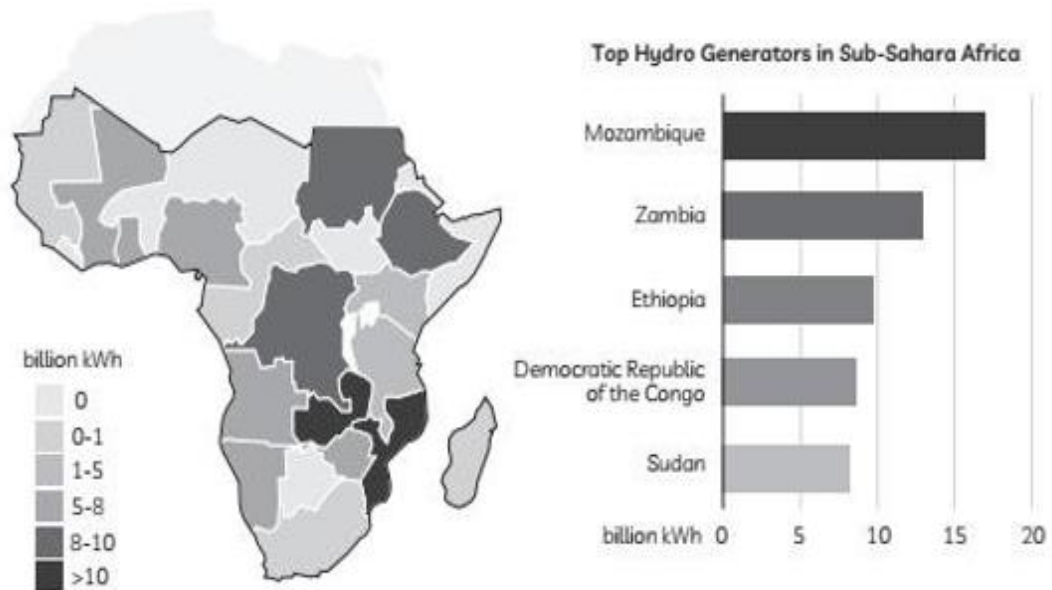 Top Hydro Generators in Sub-Sahara Africa
Mozambique
Zambia
Ethiopia
Democratic Republic
of the Congo
Sudan
billion kWh 0 5 10 15 20
billion kWh
0
0-1
1-5
5-8
8-10
>10